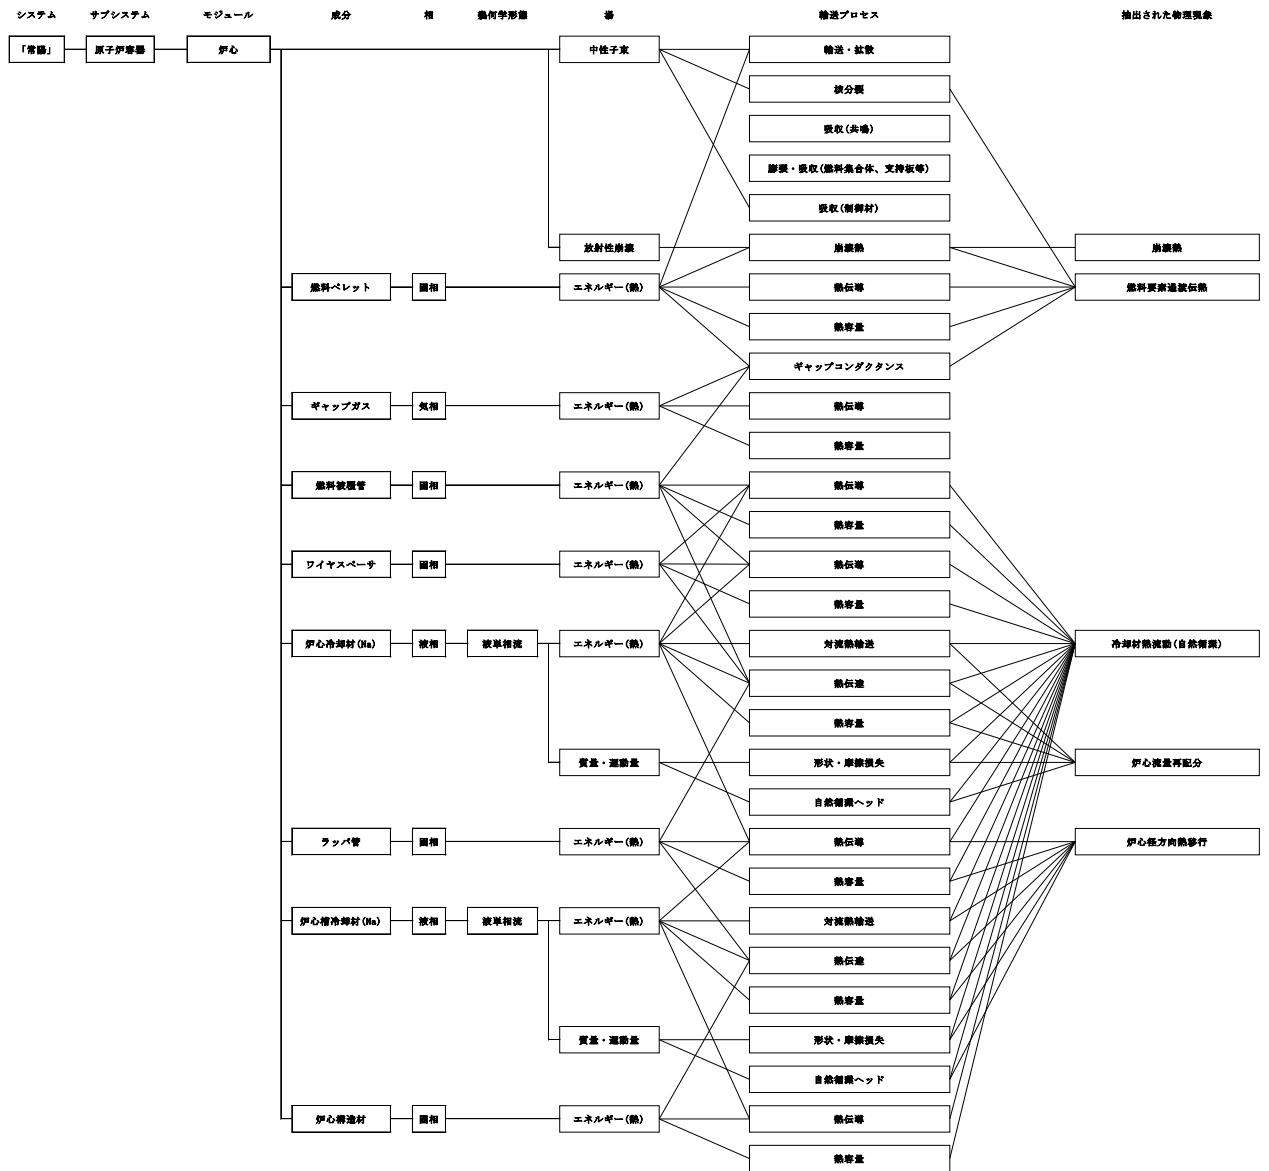 システム サブシステム モジュール 成分 相 幾何学形態 場 輸送プロセス 抽出された物理現象
「常陽」 原子炉容器 炉心 中性子束 輸送・拡散
核分裂
吸収(共鳴)
膨張・吸収(燃料集合体、支持板等)
吸収(制御材)
放射性崩壊 崩壊熱 崩壊熱
燃料ペレット 固相 エネルギー(熱) 熱伝導 燃料要素過渡伝熱
熱容量
ギャップコンダクタンス
ギャップガス 気相 エネルギー(熱) 熱伝導
熱容量
燃料被覆管 固相 エネルギー(熱) 熱伝導
熱容量
ワイヤスペーサ 固相 エネルギー(熱) 熱伝導
熱容量
炉心冷却材(Na) 液相 液単相流 エネルギー(熱) 対流熱輸送 冷却材熱流動(自然循環)
熱伝達
熱容量
質量・運動量 形状・摩擦損失 炉心流量再配分
自然循環ヘッド
ラッパ管 固相 エネルギー(熱) 熱伝導 炉心径方向熱移行
熱容量
炉心槽冷却材(Na) 液相 液単相流 エネルギー(熱) 対流熱輸送
熱伝達
熱容量
質量・運動量 形状・摩擦損失
自然循環ヘッド
炉心構造材 固相 エネルギー(熱) 熱伝導
熱容量